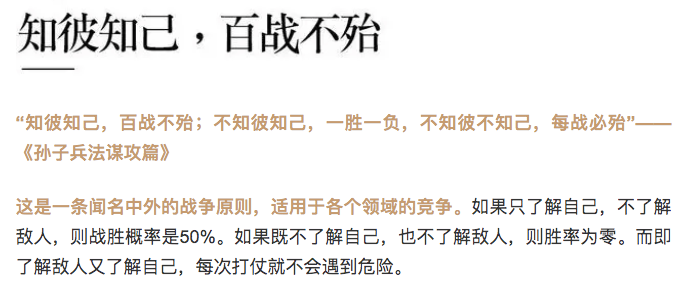 知彼知己，百战不殆
“知彼知己，百战不殆；不知彼知己，一胜一负，不知彼不知己，每战必殆”——
《孙子兵法谋攻篇》
这是一条闻名中外的战争原则，适用于各个领域的竞争。如果只了解自己，不了解
敌人，则战胜概率是50%。如果既不了解自己，也不了解敌人，则胜率为零。而即
了解敌人又了解自己，每次打仗就不会遇到危险。